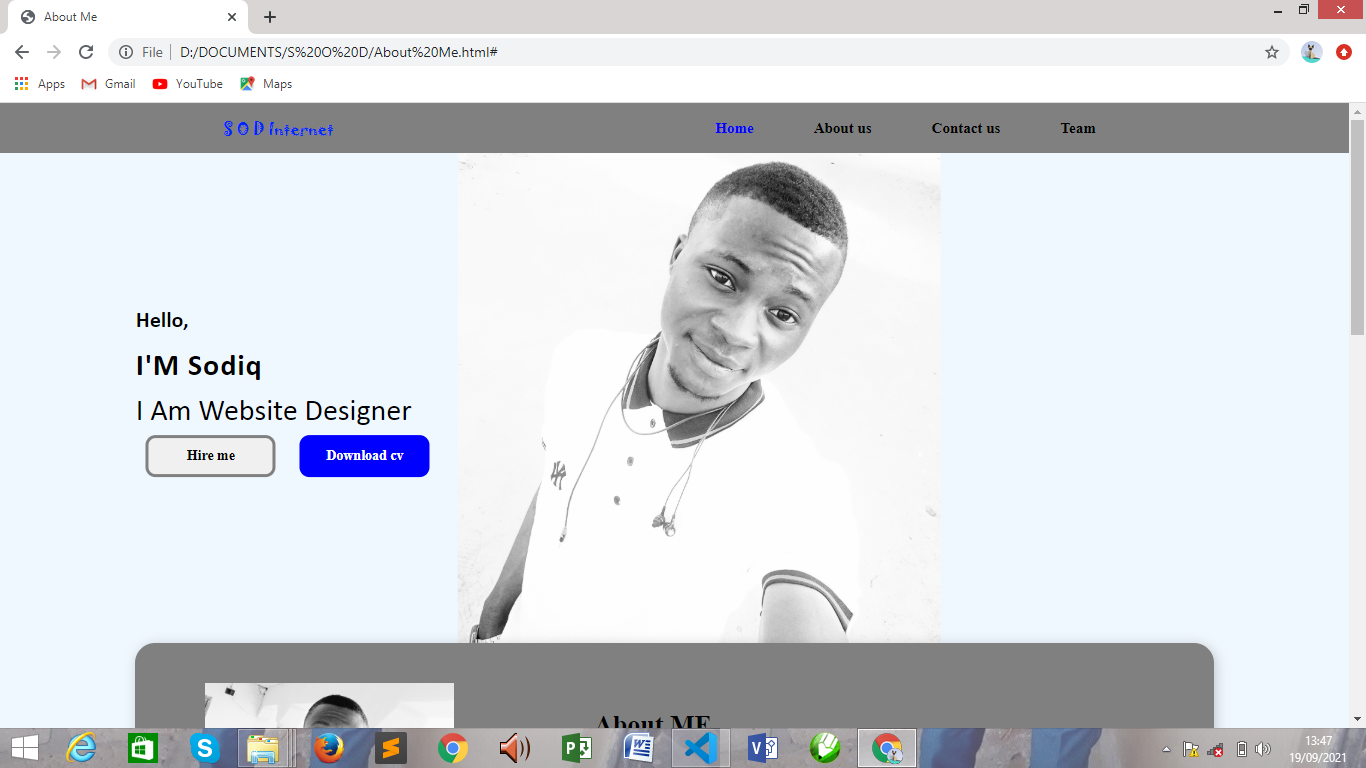 About Me
File D:/DOCUMENTS/S%20O%20D/About%20Me.html#
Apps Gmail YouTube Maps
S O D Internet Home About us Contact us Team
Hello,
I'M Sodiq
I Am Website Designer
Hire me Download cv
About ME
13:47
19/09/2021